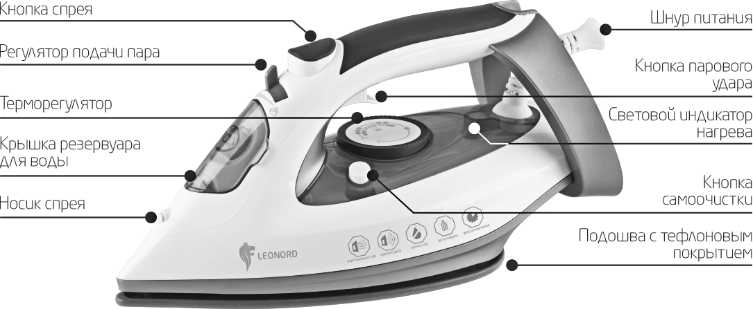 Кнопка спрея
Регулятор подачи пара
Терморегулятор
Крышка резервуара
для воды
Носик спрея
Шнур питания
Кнопка парового
удара
Световой индикатор
нагрева
Кнопка
самоочистки
Подошва с тефлоновым
покрытием
LEONORD